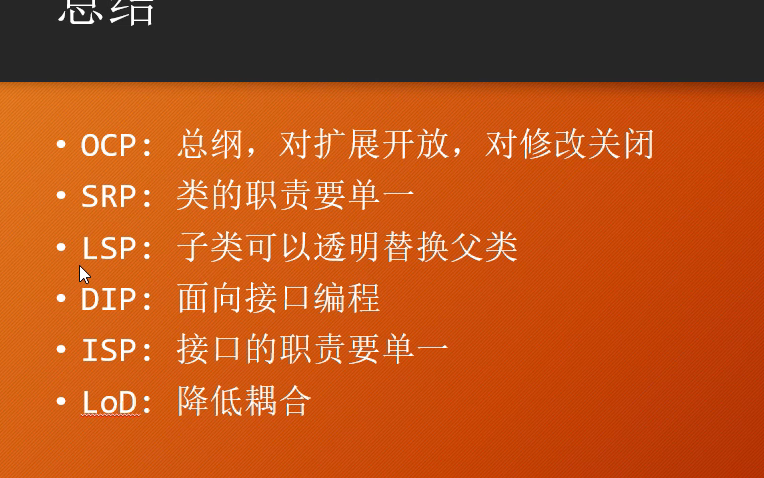 总结
• OCP: 总纲，对扩展开放，对修改关闭
• SRP: 类的职责要单一
• LSP: 子类可以透明替换父类
• DIP: 面向接口编程
• ISP: 接口的职责要单一
• LoD: 降低耦合